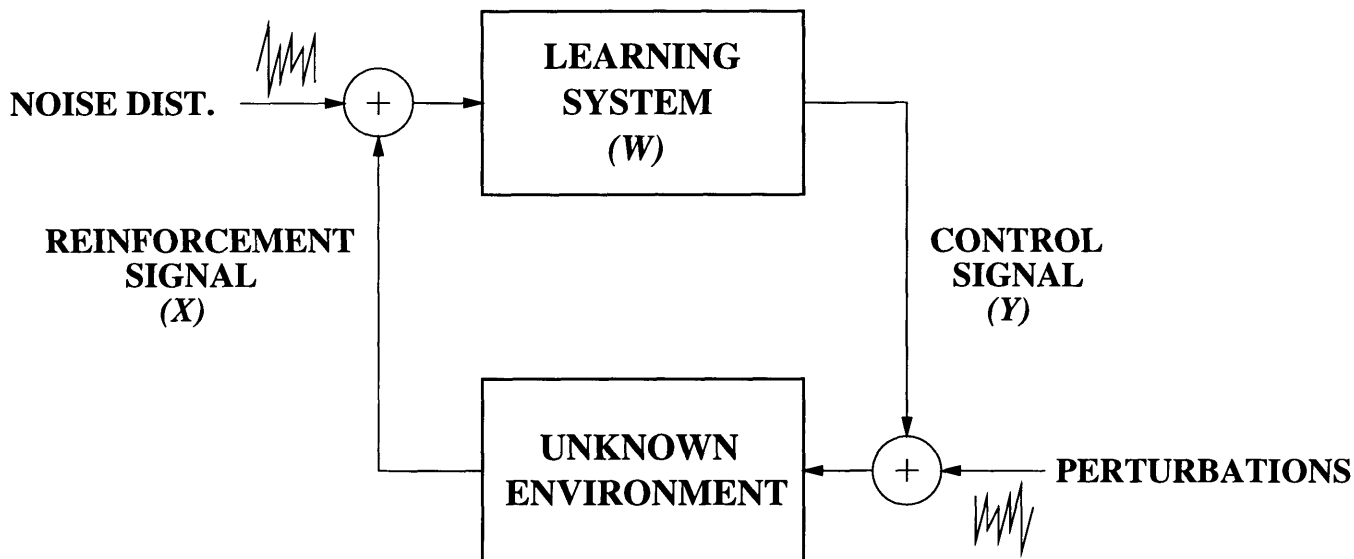 LEARNING
SYSTEM
(W)
NOISE DIST.
+
REINFORCEMENT
SIGNAL
(X)
CONTROL
SIGNAL
(Y)
UNKNOWN
ENVIRONMENT
+
PERTURBATIONS